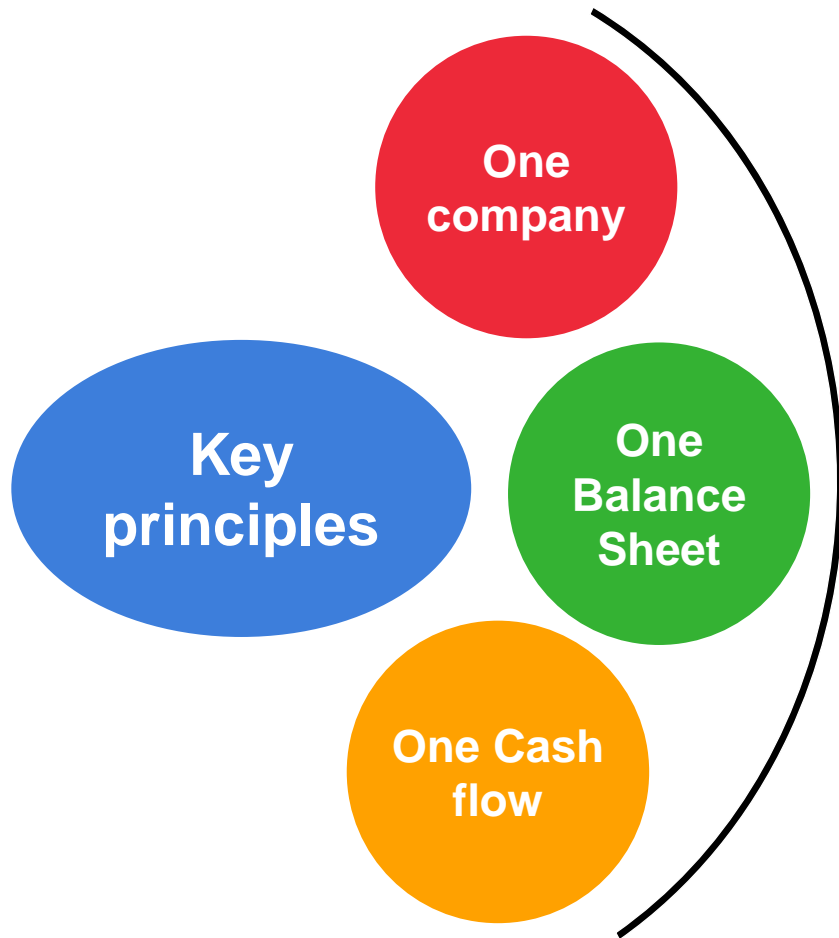 One
company
Key
principles
One
Balance
Sheet
One Cash
flow